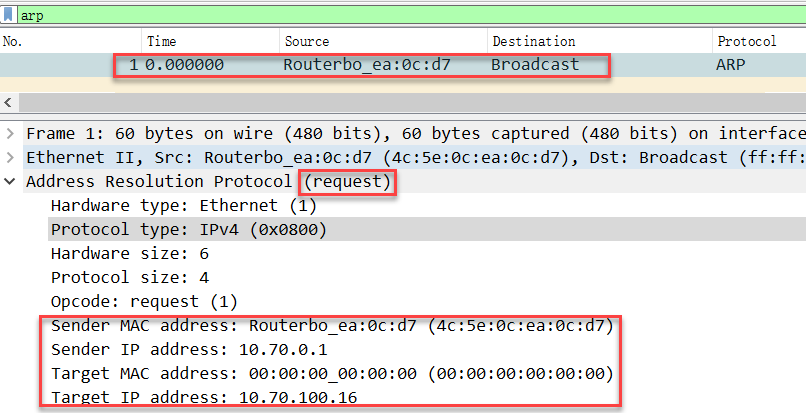 arp
No. Time Source Destination Protocol
1 0.000000 Routerbo_ea:0c:d7 Broadcast ARP
Frame 1: 60 bytes on wire (480 bits), 60 bytes captured (480 bits) on interface
Ethernet II, Src: Routerbo_ea:0c:d7 (4c:5e:0c:ea:0c:d7), Dst: Broadcast (ff:ff:
Address Resolution Protocol (request)
Hardware type: Ethernet (1)
Protocol type: IPv4 (0x0800)
Hardware size: 6
Protocol size: 4
Opcode: request (1)
Sender MAC address: Routerbo_ea:0c:d7 (4c:5e:0c:ea:0c:d7)
Sender IP address: 10.70.0.1
Target MAC address: 00:00:00_00:00:00 (00:00:00:00:00:00)
Target IP address: 10.70.100.16